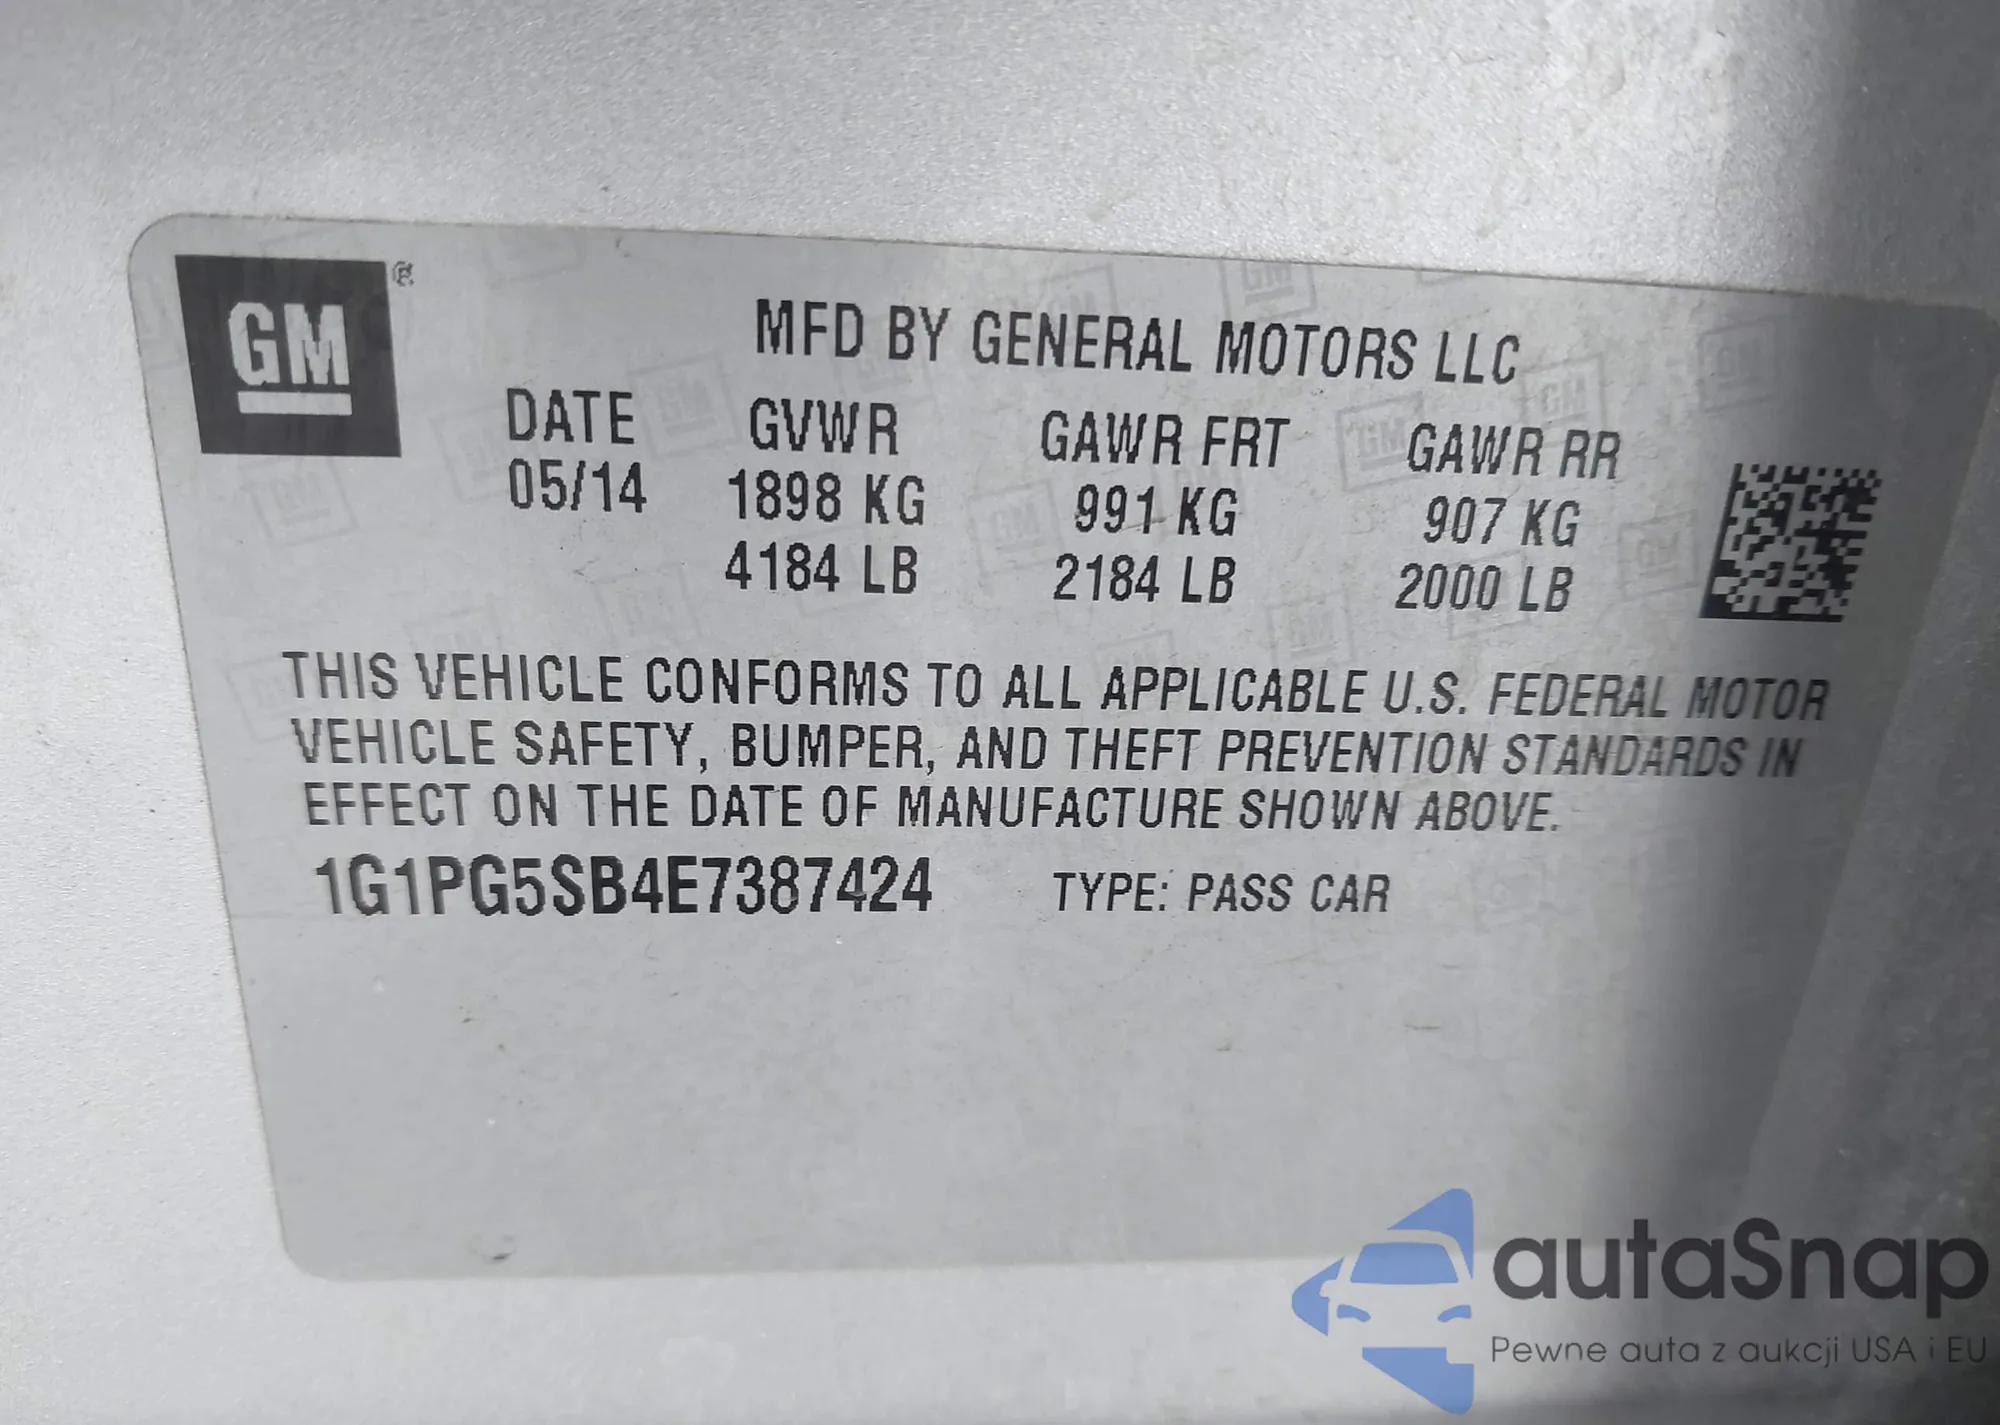 GM®
MFD BY GENERAL MOTORS LLC
DATE GVWR GAWR FRT GAWR RR
05/14 1898 KG 991 KG 907 KG
4184 LB 2184 LB 2000 LB
THIS VEHICLE CONFORMS TO ALL APPLICABLE U.S. FEDERAL MOTOR
VEHICLE SAFETY, BUMPER, AND THEFT PREVENTION STANDARDS IN
EFFECT ON THE DATE OF MANUFACTURE SHOWN ABOVE.
1G1PG5SB4E7387424 TYPE: PASS CAR
autaSnap
Pewne auta z aukcji USA i EU